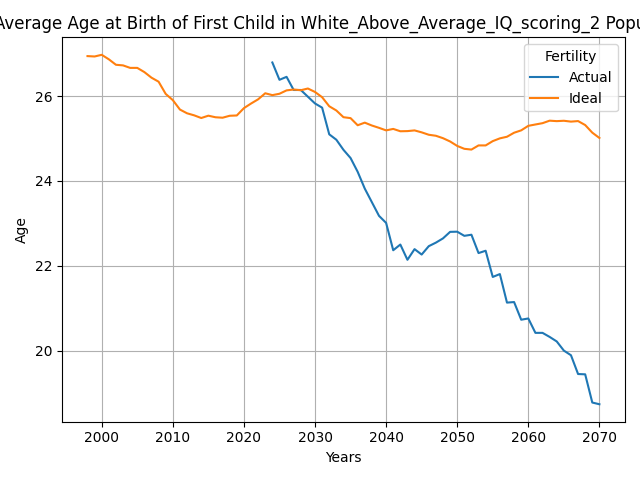 Average Age at Birth of First Child in White_Above_Average_IQ_scoring_2 Popu
Fertility
Actual
Ideal
26
24
22
20
Age
2000 2010 2020 2030 2040 2050 2060 2070
Years